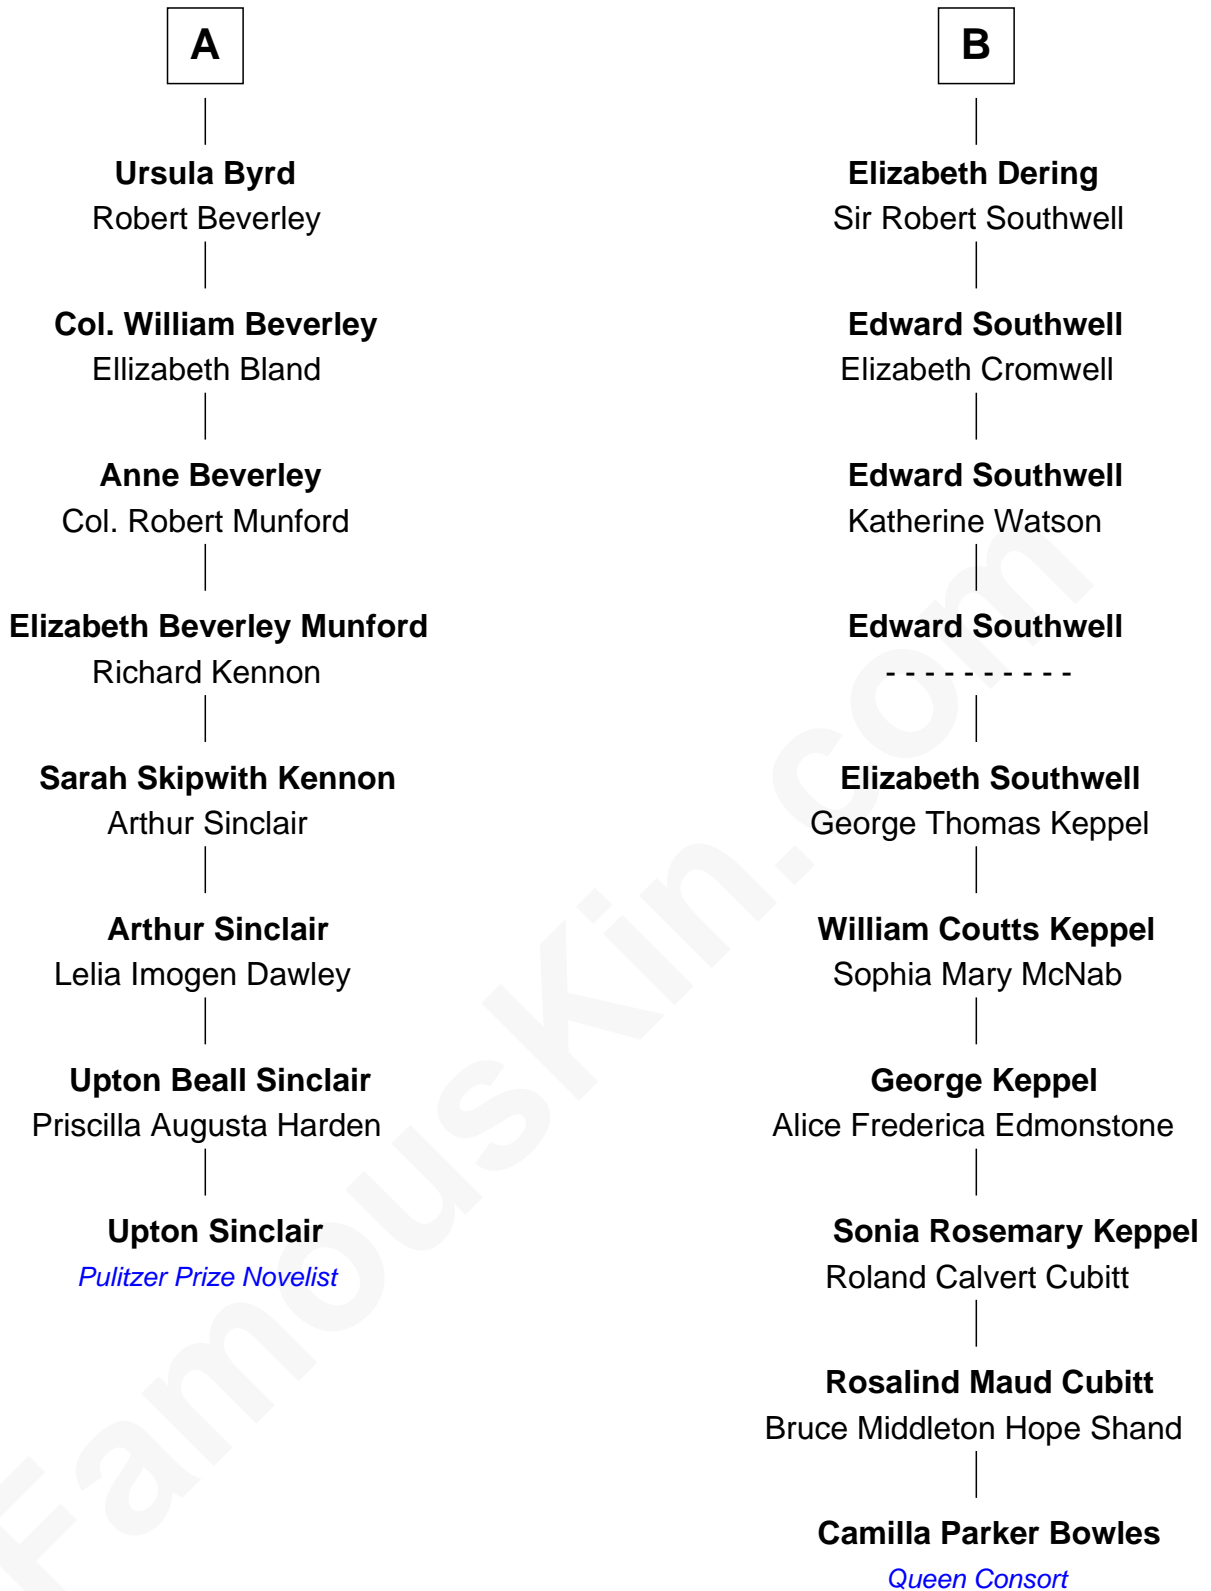 A
Ursula Byrd
Robert Beverley
Col. William Beverley
Ellizabeth Bland
Anne Beverley
Col. Robert Munford
Elizabeth Beverley Munford
Richard Kennon
Sarah Skipwith Kennon
Arthur Sinclair
Arthur Sinclair
Lelia Imogen Dawley
Upton Beall Sinclair
Priscilla Augusta Harden
Upton Sinclair
Pulitzer Prize Novelist
B
Elizabeth Dering
Sir Robert Southwell
Edward Southwell
Elizabeth Cromwell
Edward Southwell
Katherine Watson
Edward Southwell
- - - - - - - - - -
Elizabeth Southwell
George Thomas Keppel
William Coutts Keppel
Sophia Mary McNab
George Keppel
Alice Frederica Edmonstone
Sonia Rosemary Keppel
Roland Calvert Cubitt
Rosalind Maud Cubitt
Bruce Middleton Hope Shand
Camilla Parker Bowles
Queen Consort
FamousKin.com